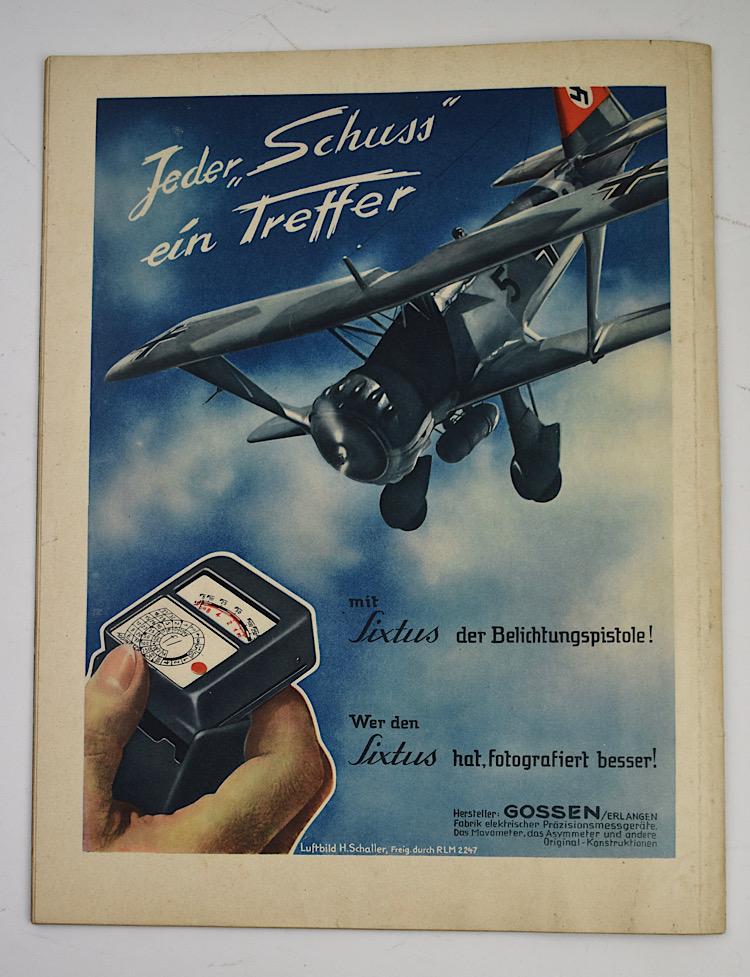 Jeder „Schuss“
ein „Treffer
5
mit
Sixtus der Belichtungspistole!
Wer den
Sixtus hat, fotografiert besser!
Hersteller: GOSSEN/ERLANGEN
Fabrik elektrischer Präzisionsmessgeräte.
Das Mavometer, das Asymmeter und andere
Original-Konstruktionen
Luftbild H. Schaller, Freig. durch RLM 2247